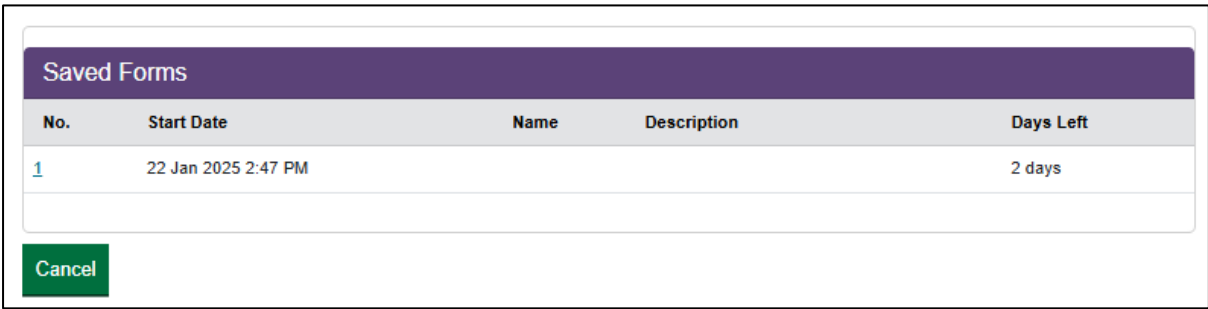 Saved Forms
No. Start Date Name Description Days Left
1 22 Jan 2025 2:47 PM 2 days
Cancel